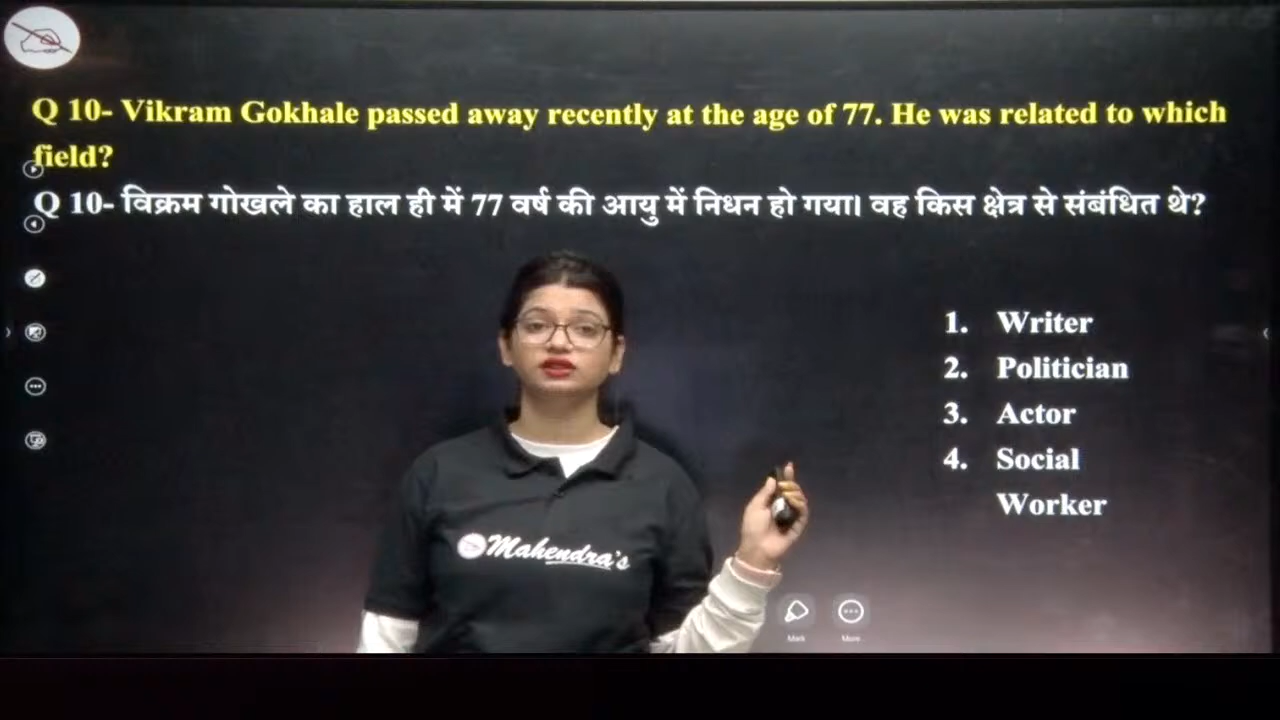 Q 10- Vikram Gokhale passed away recently at the age of 77. He was related to which
field?
Q 10- विक्रम गोखले का हाल ही में 77 वर्ष की आयु में निधन हो गया। वह किस क्षेत्र से संबंधित थे?
1. Writer
2. Politician
3. Actor
4. Social
Worker
Mahendra's
Mark
More